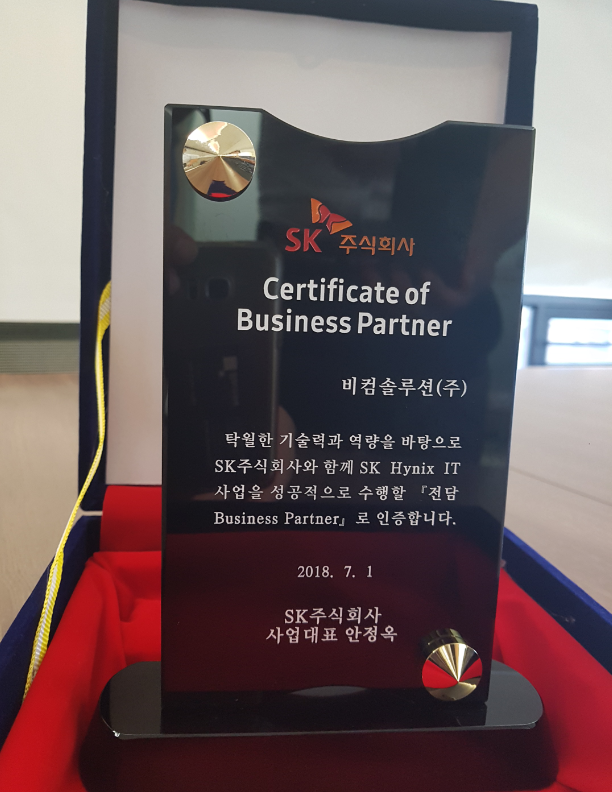 SK 주식회사
Certificate of
Business Partner
비컴솔루션(주)
탁월한 기술력과 역량을 바탕으로
SK주식회사와 함께 SK Hynix IT
사업을 성공적으로 수행할 『전담
Business Partner』로 인증합니다.
2018. 7. 1
SK주식회사
사업대표 안정옥